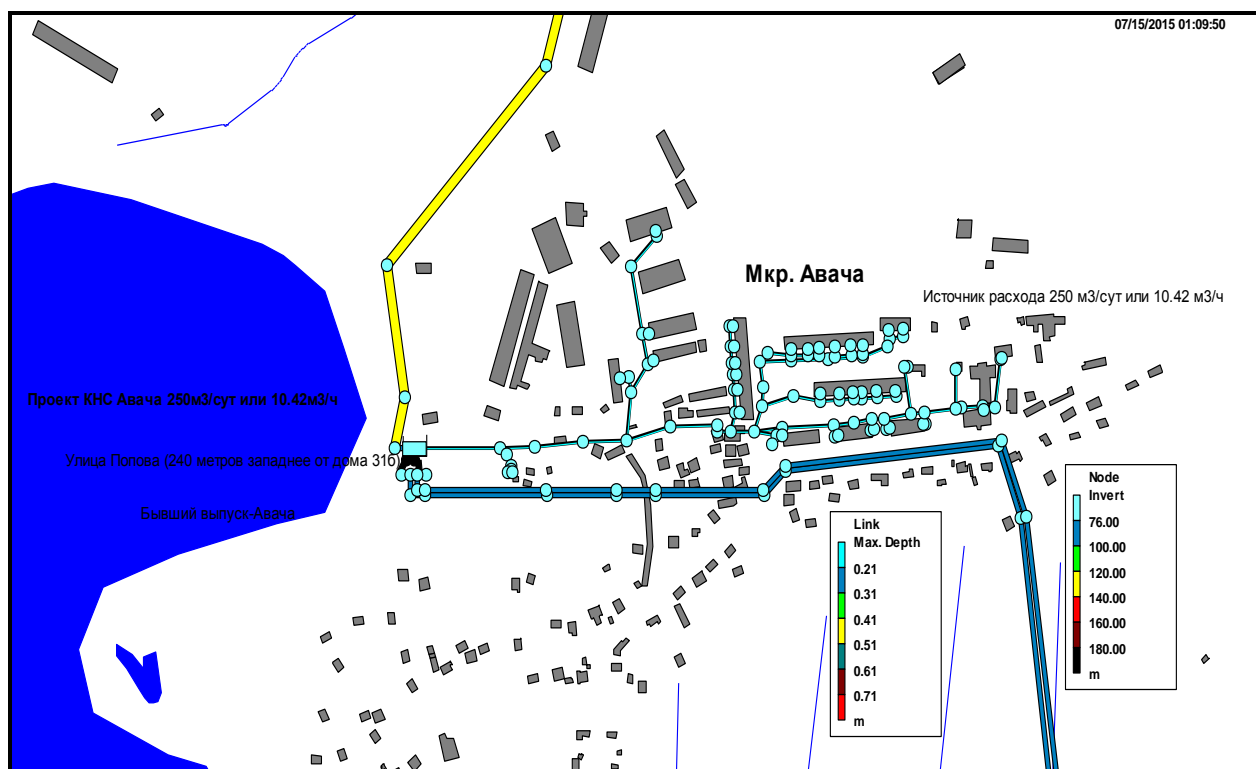 07/15/2015 01:09:50
Мкр. Авача
Источник расхода 250 м3/сут или 10.42 м3/ч
Проект КНС Авача 250м3/сут или 10.42м3/ч
Улица Попова (240 метров западнее от дома 31б)
Бывший выпуск-Авача
Link
Max. Depth
0.21
0.31
0.41
0.51
0.61
0.71
m
Node
Invert
76.00
100.00
120.00
140.00
160.00
180.00
m